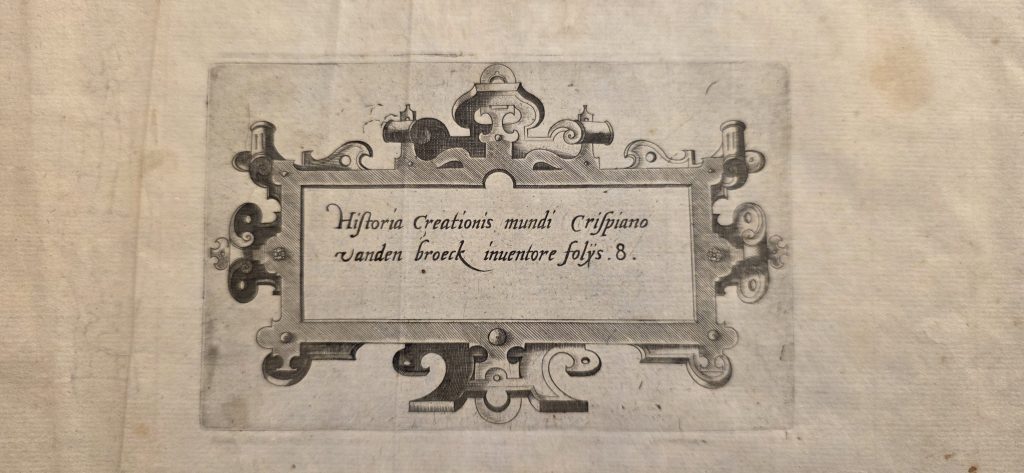 Hiſtoria Creationis mundi Criſpiano
vanden broeck inuentore folijs . 8 .